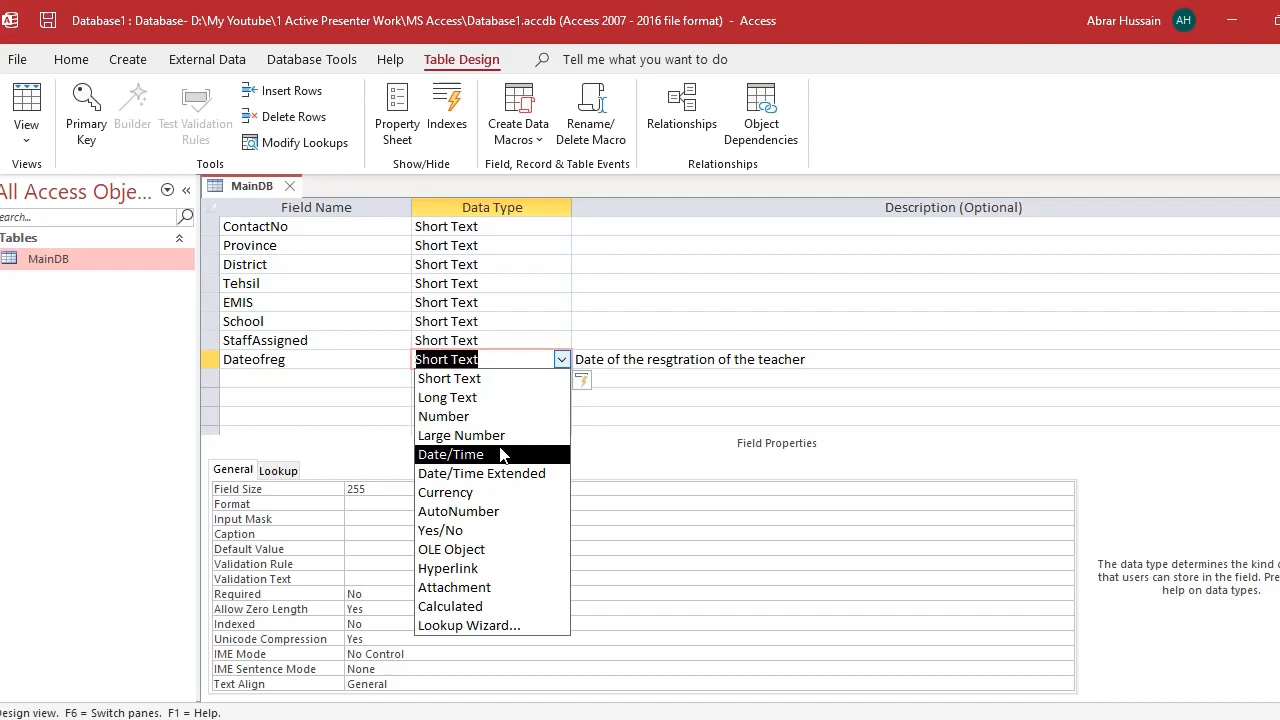 Database1 : Database- D:\My Youtube\1 Active Presenter Work\MS Access\Database1.accdb (Access 2007 - 2016 file format) - Access
Abrar Hussain AH
File Home Create External Data Database Tools Help Table Design Tell me what you want to do
View
Primary Key
Builder
Test Validation Rules
Insert Rows
Delete Rows
Modify Lookups
Property Sheet
Indexes
Create Data Macros
Rename/ Delete Macro
Relationships
Object Dependencies
Views Tools Show/Hide Field, Record & Table Events Relationships
All Access Obje...
earch...
Tables
MainDB
MainDB
Field Name Data Type Description (Optional)
ContactNo Short Text
Province Short Text
District Short Text
Tehsil Short Text
EMIS Short Text
School Short Text
StaffAssigned Short Text
Dateofreg Short Text Date of the resgtration of the teacher
Short Text
Long Text
Number
Large Number
Date/Time
Date/Time Extended
Currency
AutoNumber
Yes/No
OLE Object
Hyperlink
Attachment
Calculated
Lookup Wizard...
Field Properties
General Lookup
Field Size 255
Format
Input Mask
Caption
Default Value
Validation Rule
Validation Text
Required No
Allow Zero Length Yes
Indexed No
Unicode Compression Yes
IME Mode No Control
IME Sentence Mode None
Text Align General
The data type determines the kind
that users can store in the field. Pre
help on data types.
Design view. F6 = Switch panes. F1 = Help.